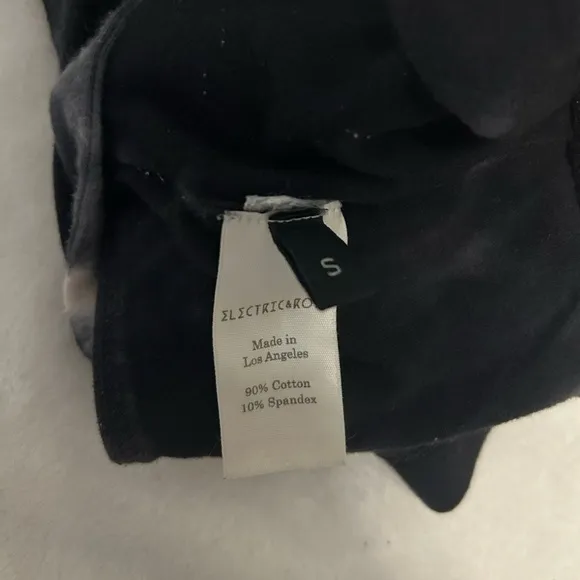 S
ELECTRIC&RO
Made in
Los Angeles
90% Cotton
10% Spandex